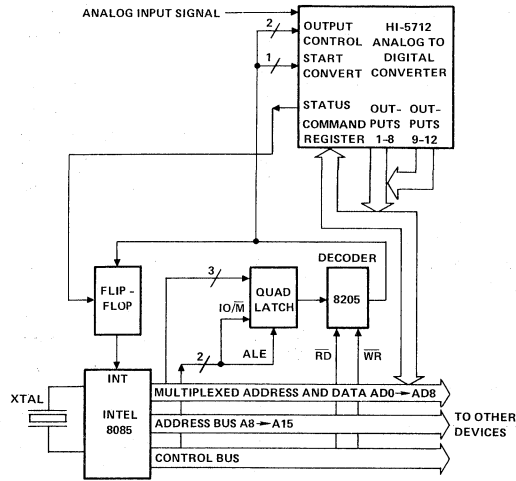 ANALOG INPUT SIGNAL
2
OUTPUT
CONTROL
HI-5712
ANALOG TO
DIGITAL
CONVERTER
1
START
CONVERT
STATUS
COMMAND
REGISTER
OUT-
PUTS
1-8
OUT-
PUTS
9-12
DECODER
FLIP-
FLOP
3
QUAD
LATCH
8205
IO/M̅
2
ALE
R̅D̅
W̅R̅
INT
XTAL
INTEL
8085
MULTIPLEXED ADDRESS AND DATA AD0→AD8
ADDRESS BUS A8→A15
CONTROL BUS
TO OTHER
DEVICES